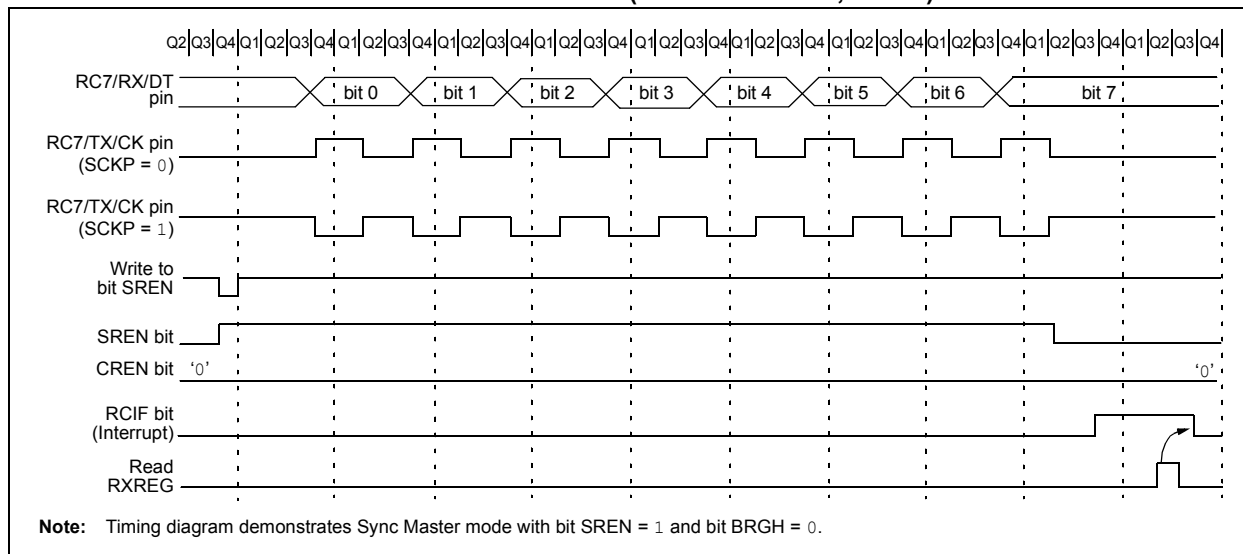 Q2 Q3 Q4 Q1 Q2 Q3 Q4 Q1 Q2 Q3 Q4 Q1 Q2 Q3 Q4 Q1 Q2 Q3 Q4 Q1 Q2 Q3 Q4 Q1 Q2 Q3 Q4 Q1 Q2 Q3 Q4 Q1 Q2 Q3 Q4 Q1 Q2 Q3 Q4 Q1 Q2 Q3 Q4
RC7/RX/DT
pin
bit 0 bit 1 bit 2 bit 3 bit 4 bit 5 bit 6 bit 7
RC7/TX/CK pin
(SCKP = 0)
RC7/TX/CK pin
(SCKP = 1)
Write to
bit SREN
SREN bit
CREN bit ‘0’ ‘0’
RCIF bit
(Interrupt)
Read
RXREG
Note: Timing diagram demonstrates Sync Master mode with bit SREN = 1 and bit BRGH = 0.